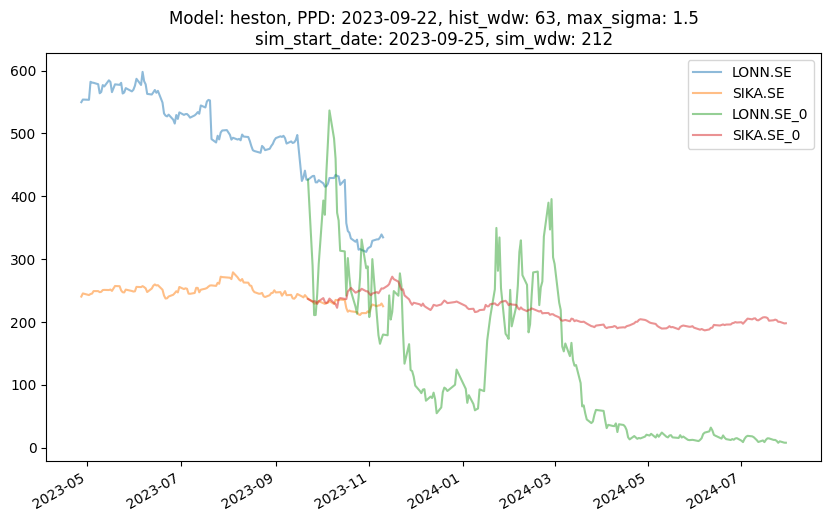 Model: heston, PPD: 2023-09-22, hist_wdw: 63, max_sigma: 1.5
sim_start_date: 2023-09-25, sim_wdw: 212
LONN.SE
SIKA.SE
LONN.SE_0
SIKA.SE_0
600
500
400
300
200
100
0
2023-05
2023-07
2023-09
2023-11
2024-01
2024-03
2024-05
2024-07